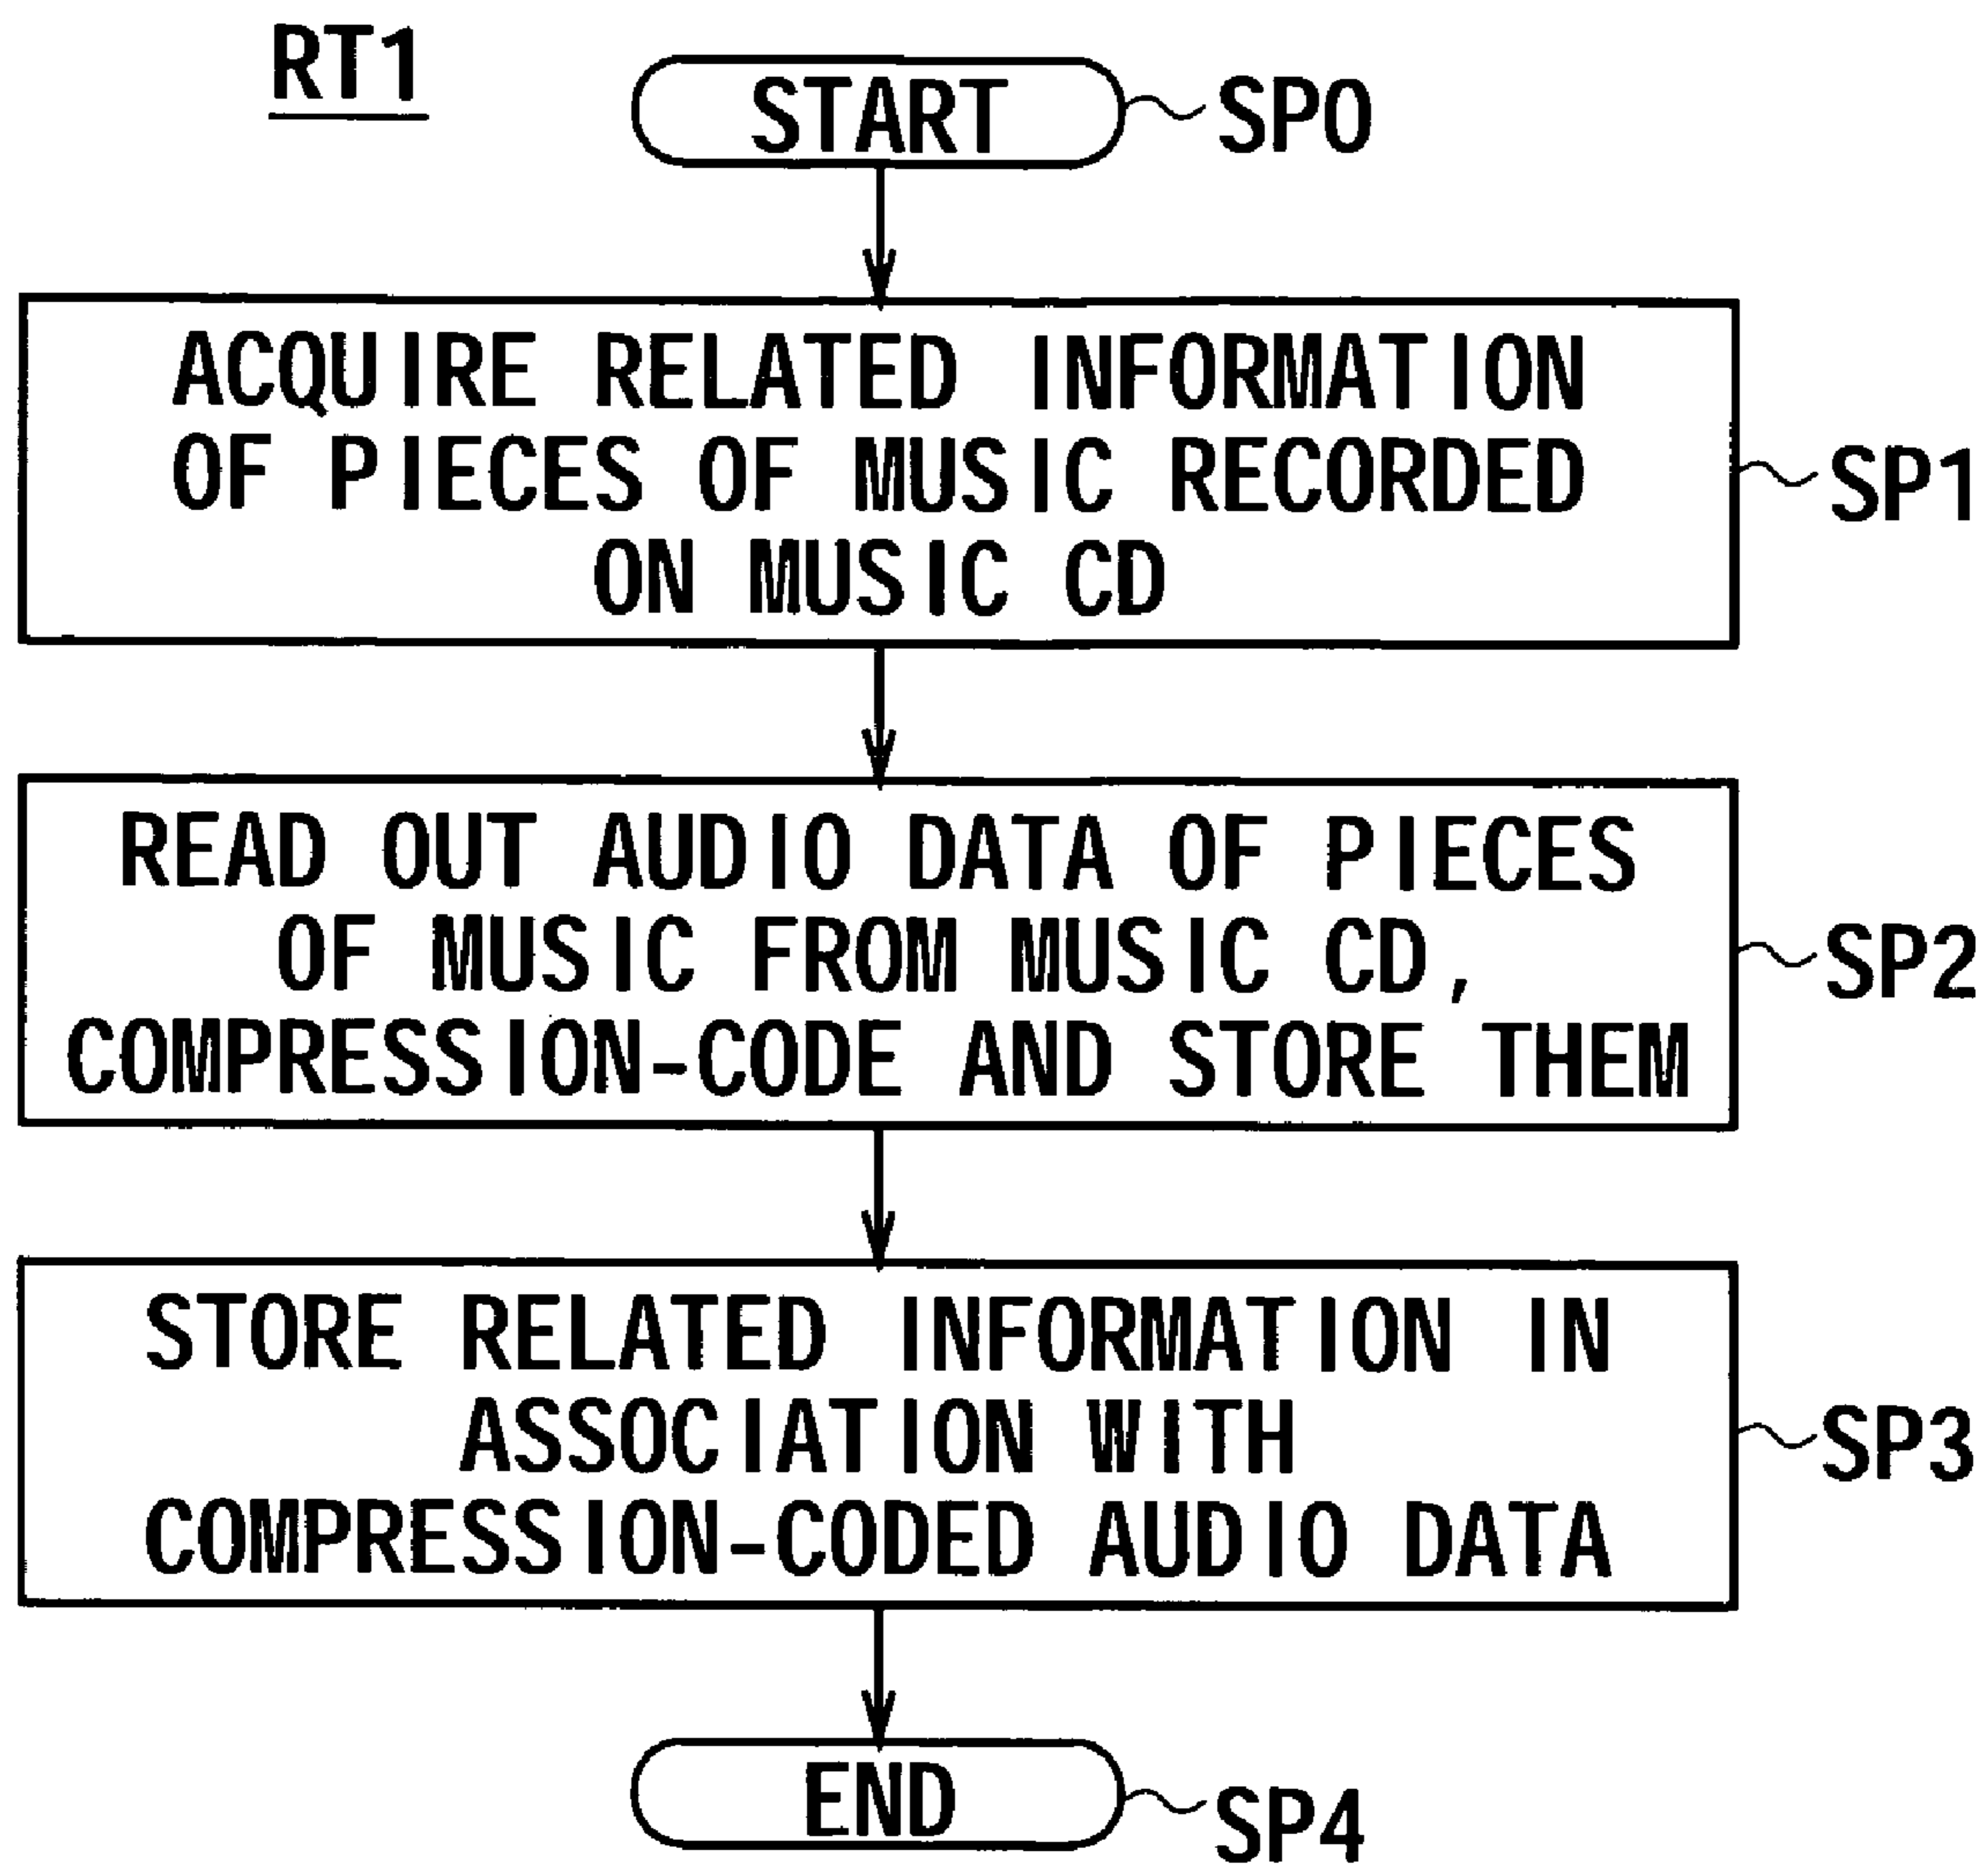 RT1
START
SP0
ACQUIRE RELATED INFORMATION
OF PIECES OF MUSIC RECORDED
ON MUSIC CD
SP1
READ OUT AUDIO DATA OF PIECES
OF MUSIC FROM MUSIC CD,
COMPRESSION-CODE AND STORE THEM
SP2
STORE RELATED INFORMATION IN
ASSOCIATION WITH
COMPRESSION-CODED AUDIO DATA
SP3
END
SP4